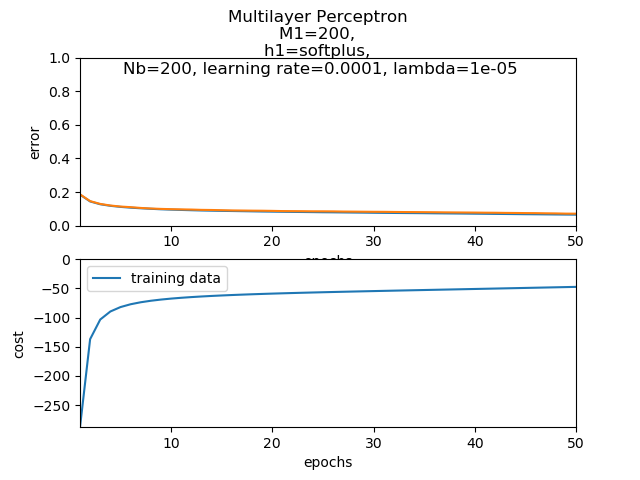 Multilayer Perceptron
M1=200,
h1=softplus,
Nb=200, learning rate=0.0001, lambda=1e-05
1.0
0.8
0.6
0.4
0.2
0.0
error
10 20 30 40 50
epochs
0
−50
−100
−150
−200
−250
cost
training data
10 20 30 40 50
epochs